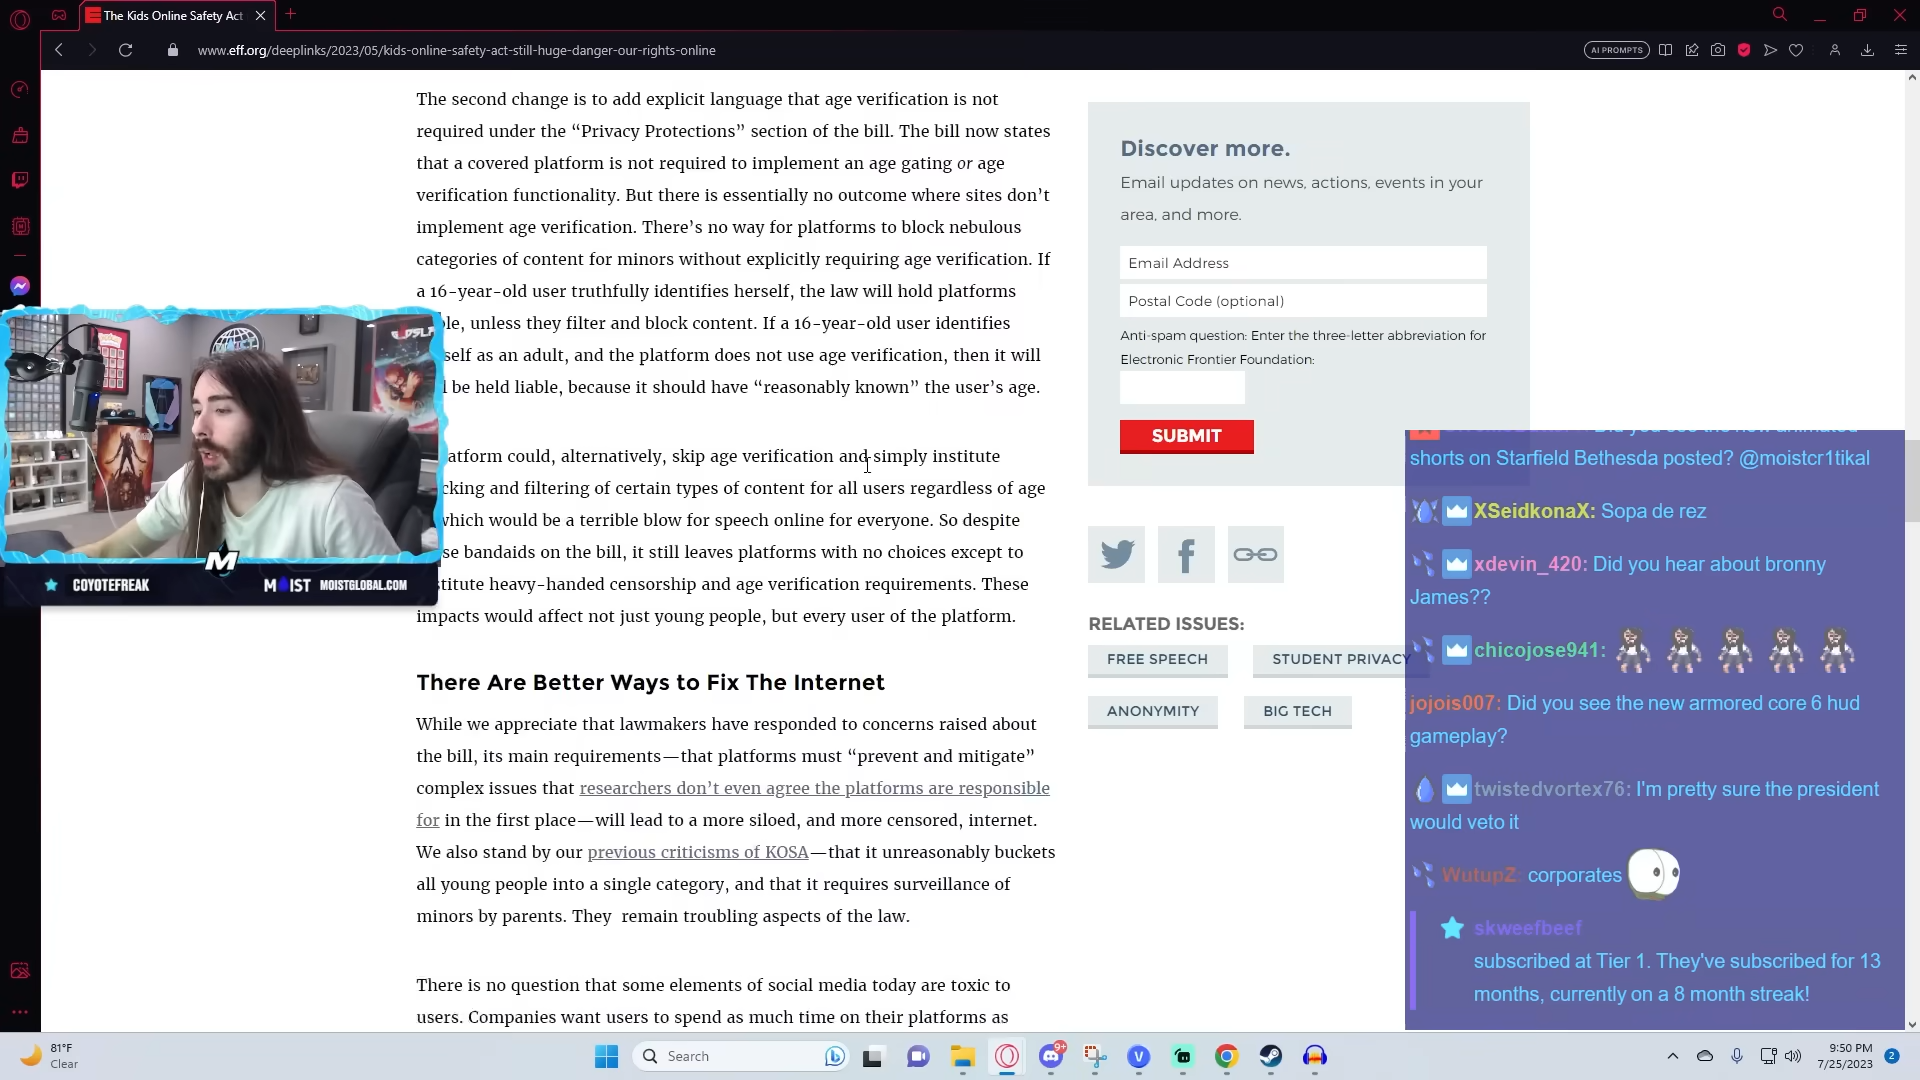 The Kids Online Safety Act
www.eff.org/deeplinks/2023/05/kids-online-safety-act-still-huge-danger-our-rights-online
AI PROMPTS
The second change is to add explicit language that age verification is not
required under the “Privacy Protections” section of the bill. The bill now states
that a covered platform is not required to implement an age gating or age
verification functionality. But there is essentially no outcome where sites don’t
implement age verification. There’s no way for platforms to block nebulous
categories of content for minors without explicitly requiring age verification. If
a 16-year-old user truthfully identifies herself, the law will hold platforms
unless they filter and block content. If a 16-year-old user identifies
self as an adult, and the platform does not use age verification, then it will
be held liable, because it should have “reasonably known” the user’s age.
atform could, alternatively, skip age verification and simply institute
cking and filtering of certain types of content for all users regardless of age
which would be a terrible blow for speech online for everyone. So despite
se bandaids on the bill, it still leaves platforms with no choices except to
stitute heavy-handed censorship and age verification requirements. These
impacts would affect not just young people, but every user of the platform.
There Are Better Ways to Fix The Internet
While we appreciate that lawmakers have responded to concerns raised about
the bill, its main requirements—that platforms must “prevent and mitigate”
complex issues that researchers don’t even agree the platforms are responsible
for in the first place—will lead to a more siloed, and more censored, internet.
We also stand by our previous criticisms of KOSA—that it unreasonably buckets
all young people into a single category, and that it requires surveillance of
minors by parents. They remain troubling aspects of the law.
There is no question that some elements of social media today are toxic to
users. Companies want users to spend as much time on their platforms as
Discover more.
Email updates on news, actions, events in your
area, and more.
Email Address
Postal Code (optional)
Anti-spam question: Enter the three-letter abbreviation for
Electronic Frontier Foundation:
SUBMIT
RELATED ISSUES:
FREE SPEECH
STUDENT PRIVACY
ANONYMITY
BIG TECH
COYOTEFREAK
M
MOIST
MOISTGLOBAL.COM
shorts on Starfield Bethesda posted? @moistcr1tikal
XSeidkonaX: Sopa de rez
xdevin_420: Did you hear about bronny
James??
chicojose941:
jojois007: Did you see the new armored core 6 hud
gameplay?
twistedvortex76: I'm pretty sure the president
would veto it
WutupZ: corporates
skweefbeef
subscribed at Tier 1. They've subscribed for 13
months, currently on a 8 month streak!
81°F
Clear
Search
9+
V
9:50 PM
7/25/2023
2